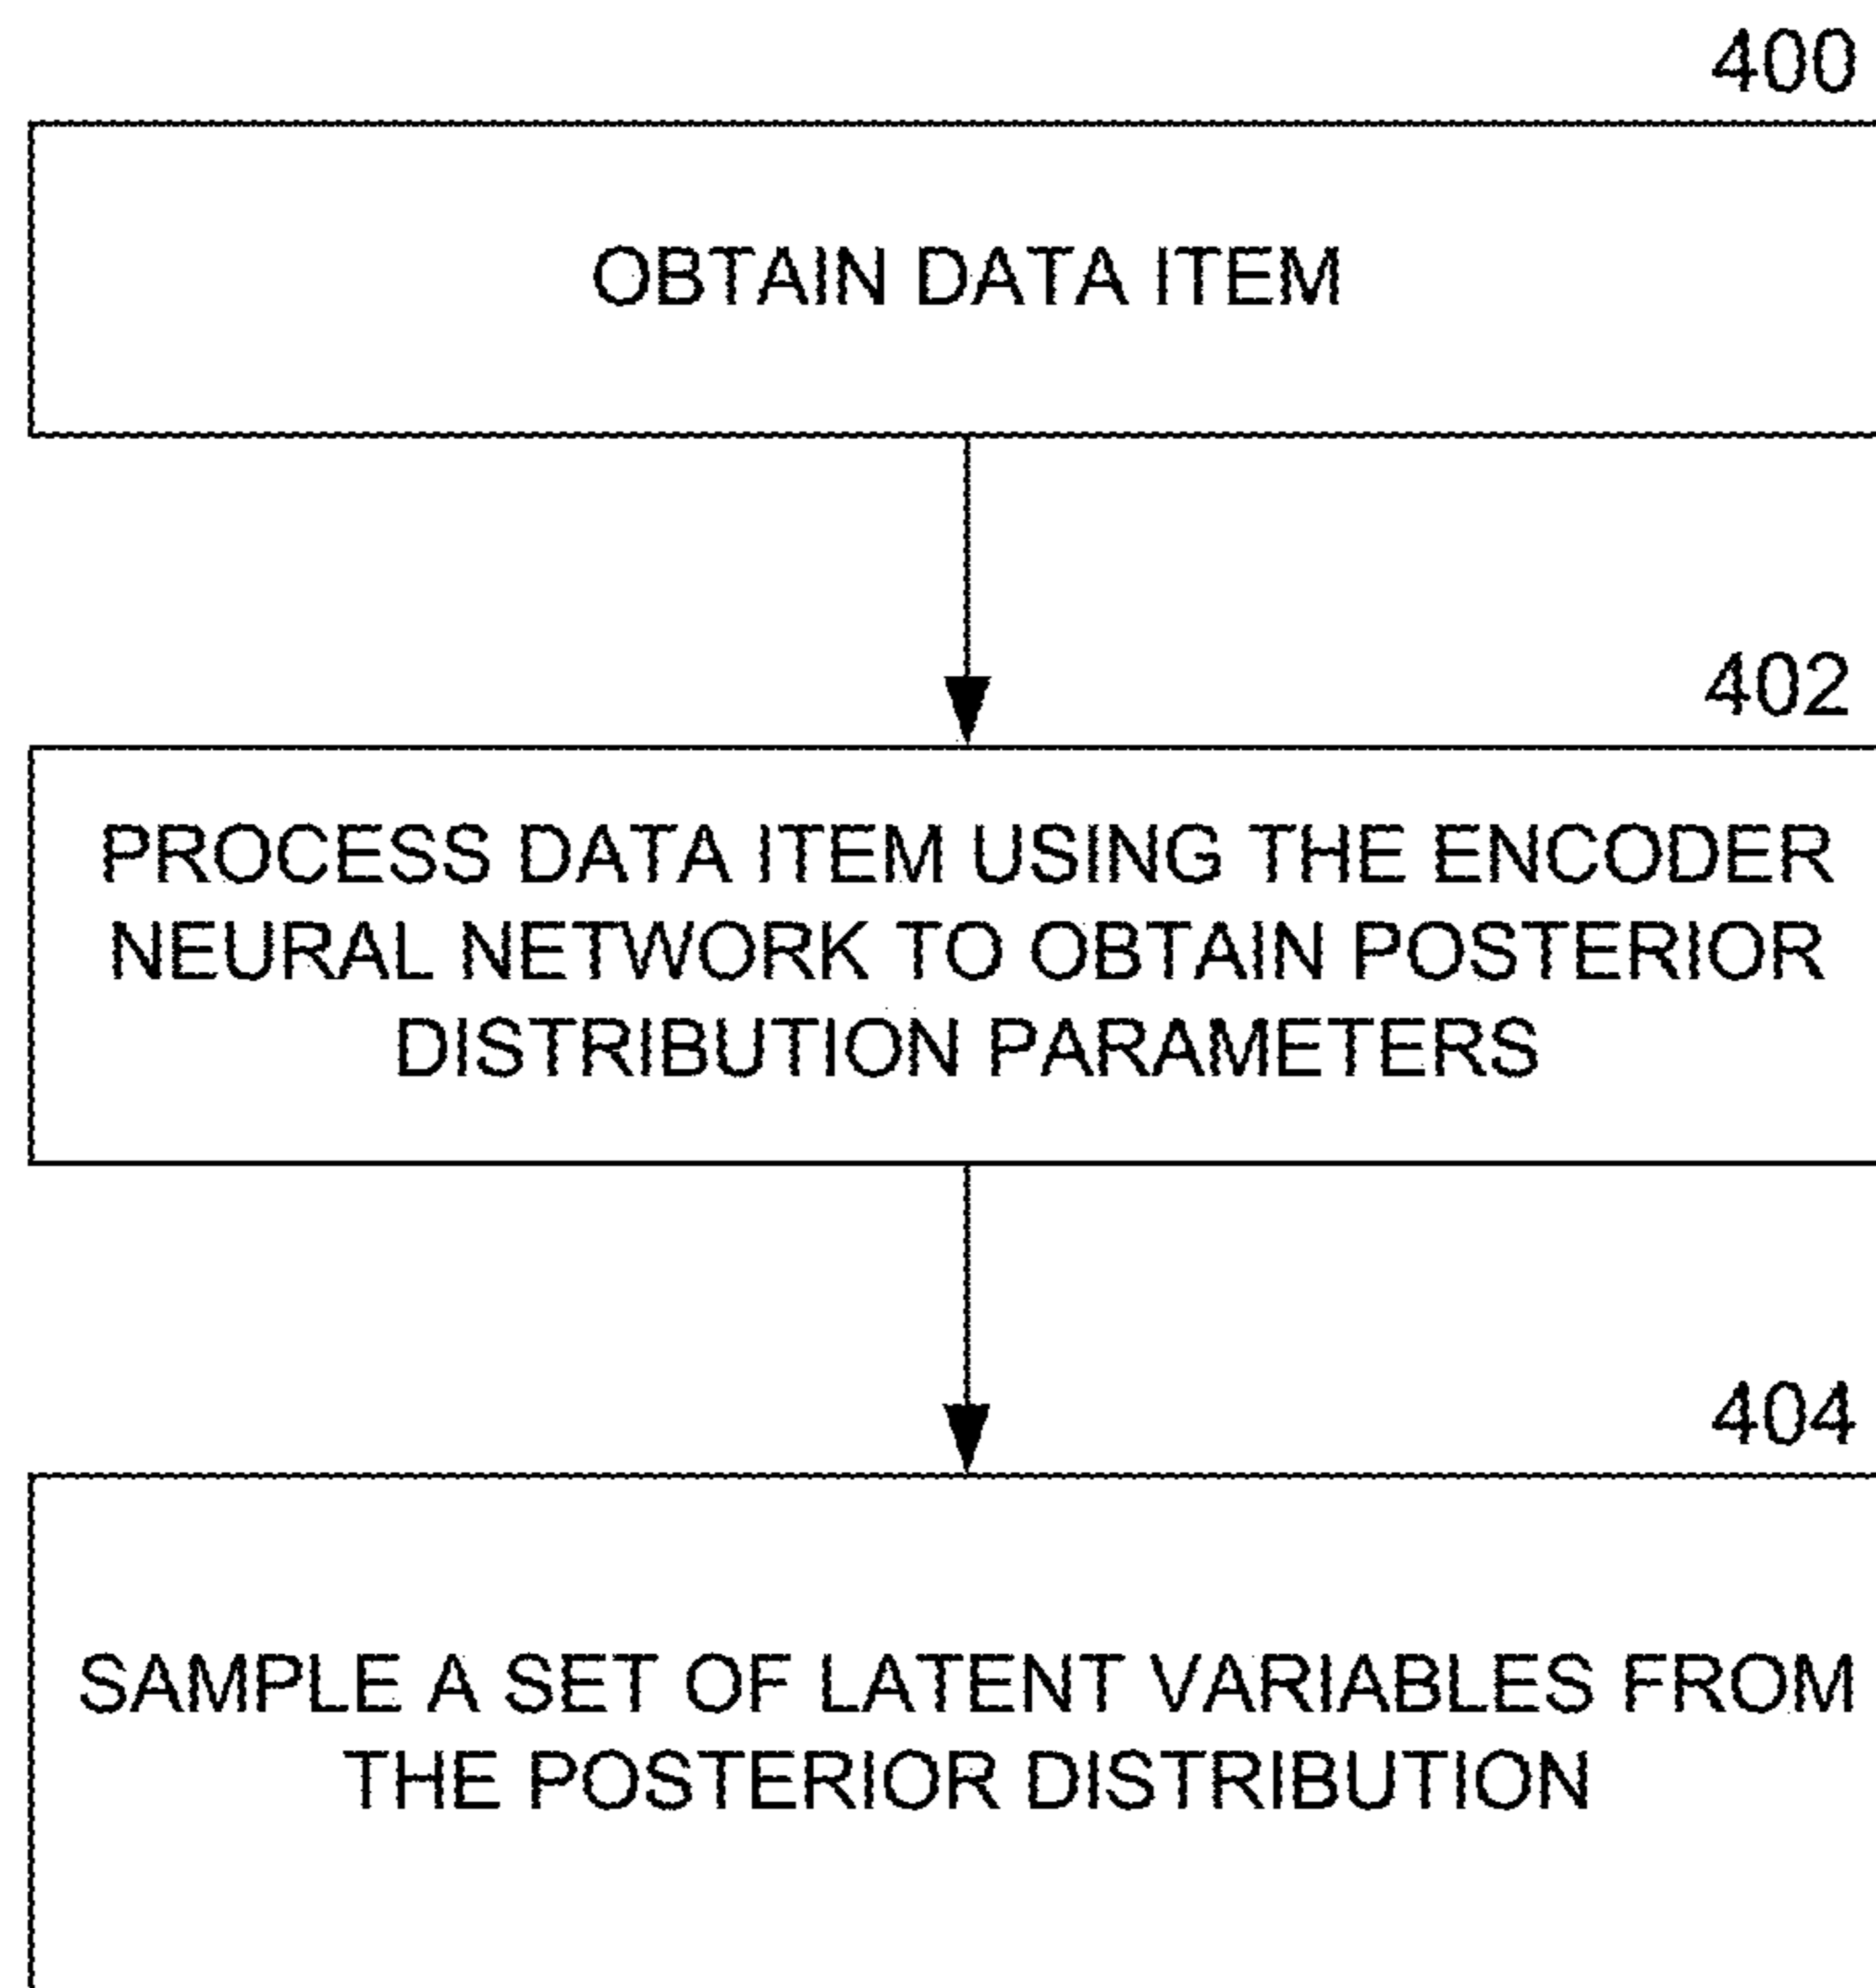 400
OBTAIN DATA ITEM
402
PROCESS DATA ITEM USING THE ENCODER
NEURAL NETWORK TO OBTAIN POSTERIOR
DISTRIBUTION PARAMETERS
404
SAMPLE A SET OF LATENT VARIABLES FROM
THE POSTERIOR DISTRIBUTION